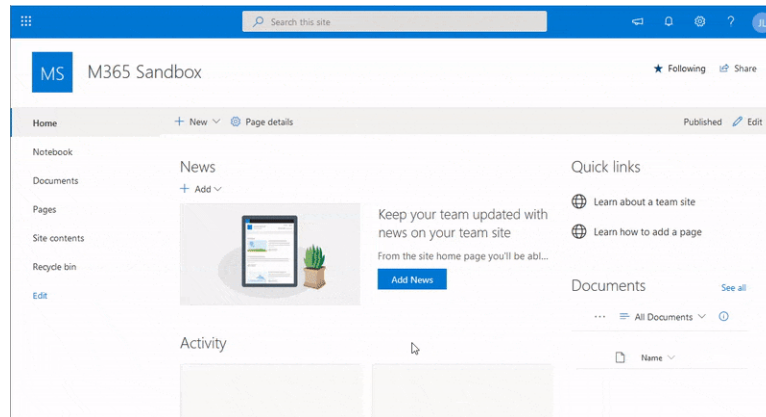 Search this site
JL
MS
M365 Sandbox
Following
Share
Home
Notebook
Documents
Pages
Site contents
Recycle bin
Edit
New
Page details
Published
Edit
News
Add
Keep your team updated with
news on your team site
From the site home page you'll be abl...
Add News
Activity
Quick links
Learn about a team site
Learn how to add a page
Documents
See all
All Documents
Name